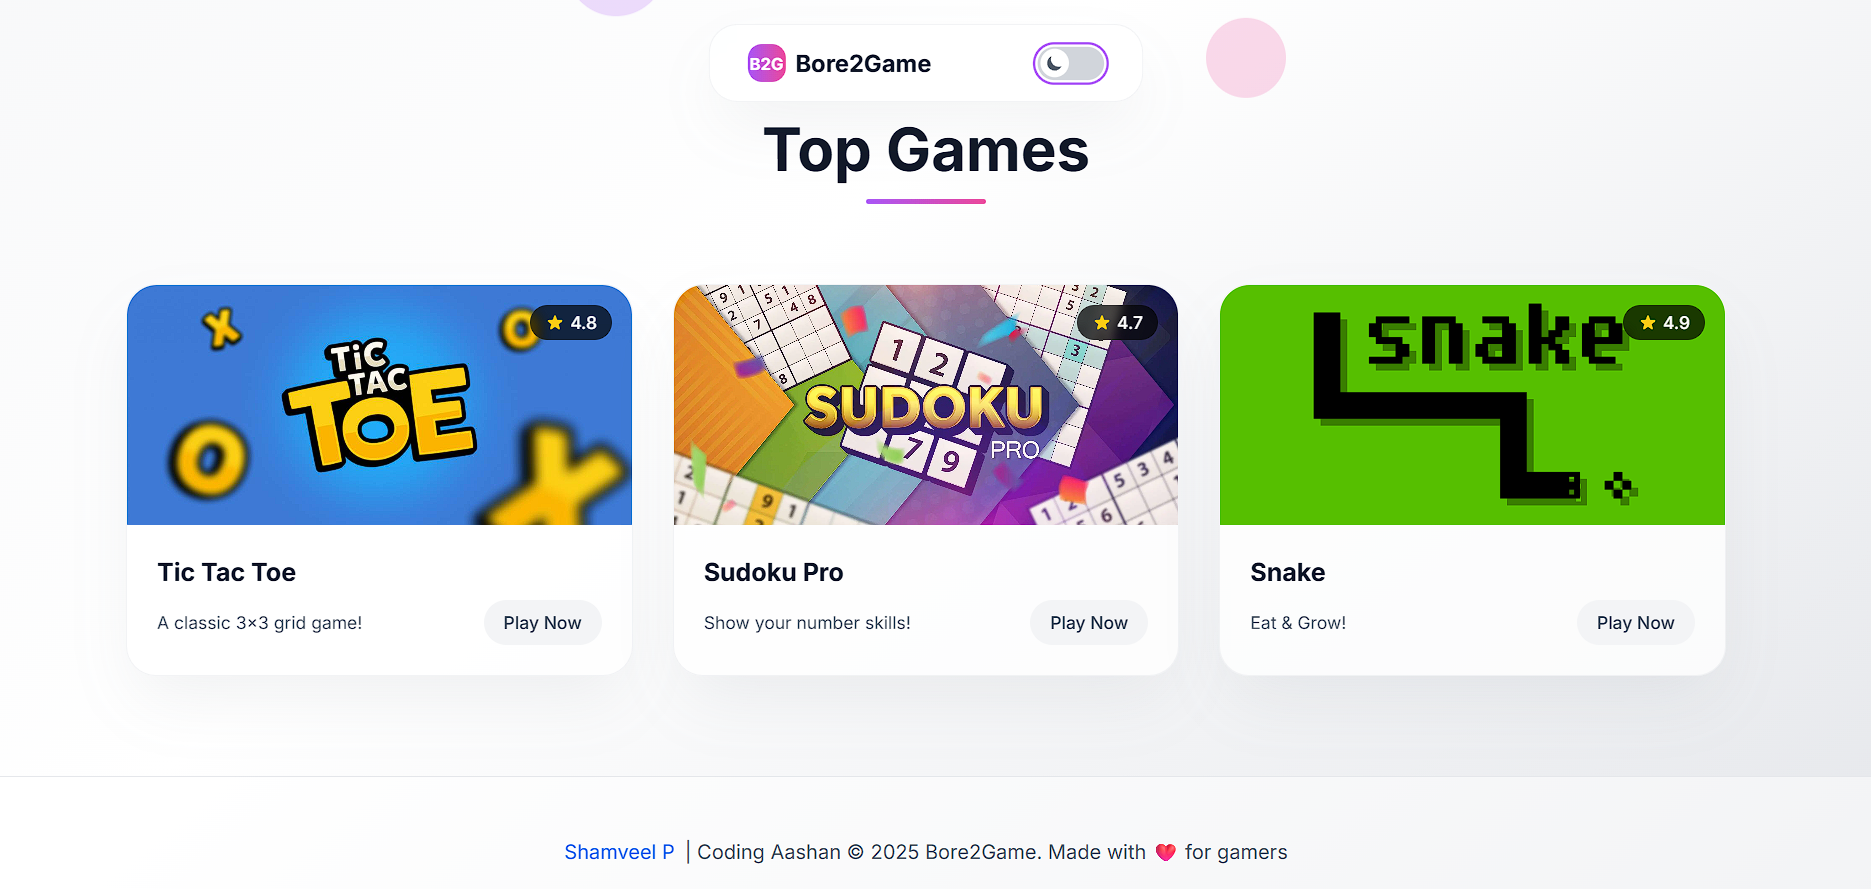 B2G Bore2Game
Top Games
TiC
TAC
TOE
X
O
O
X
4.8
SUDOKU
PRO
4.7
snake
4.9
Tic Tac Toe
A classic 3×3 grid game!
Play Now
Sudoku Pro
Show your number skills!
Play Now
Snake
Eat & Grow!
Play Now
Shamveel P | Coding Aashan © 2025 Bore2Game. Made with ❤️ for gamers